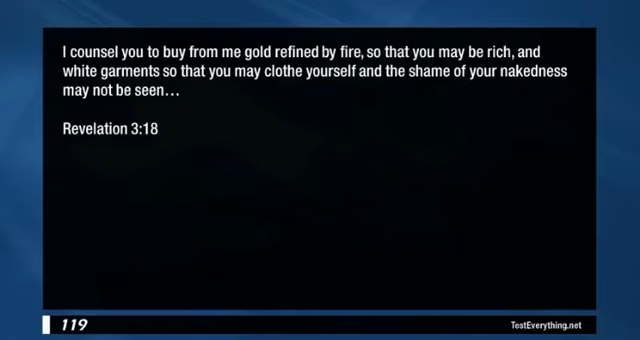 I counsel you to buy from me gold refined by fire, so that you may be rich, and
white garments so that you may clothe yourself and the shame of your nakedness
may not be seen…
Revelation 3:18
119
TestEverything.net